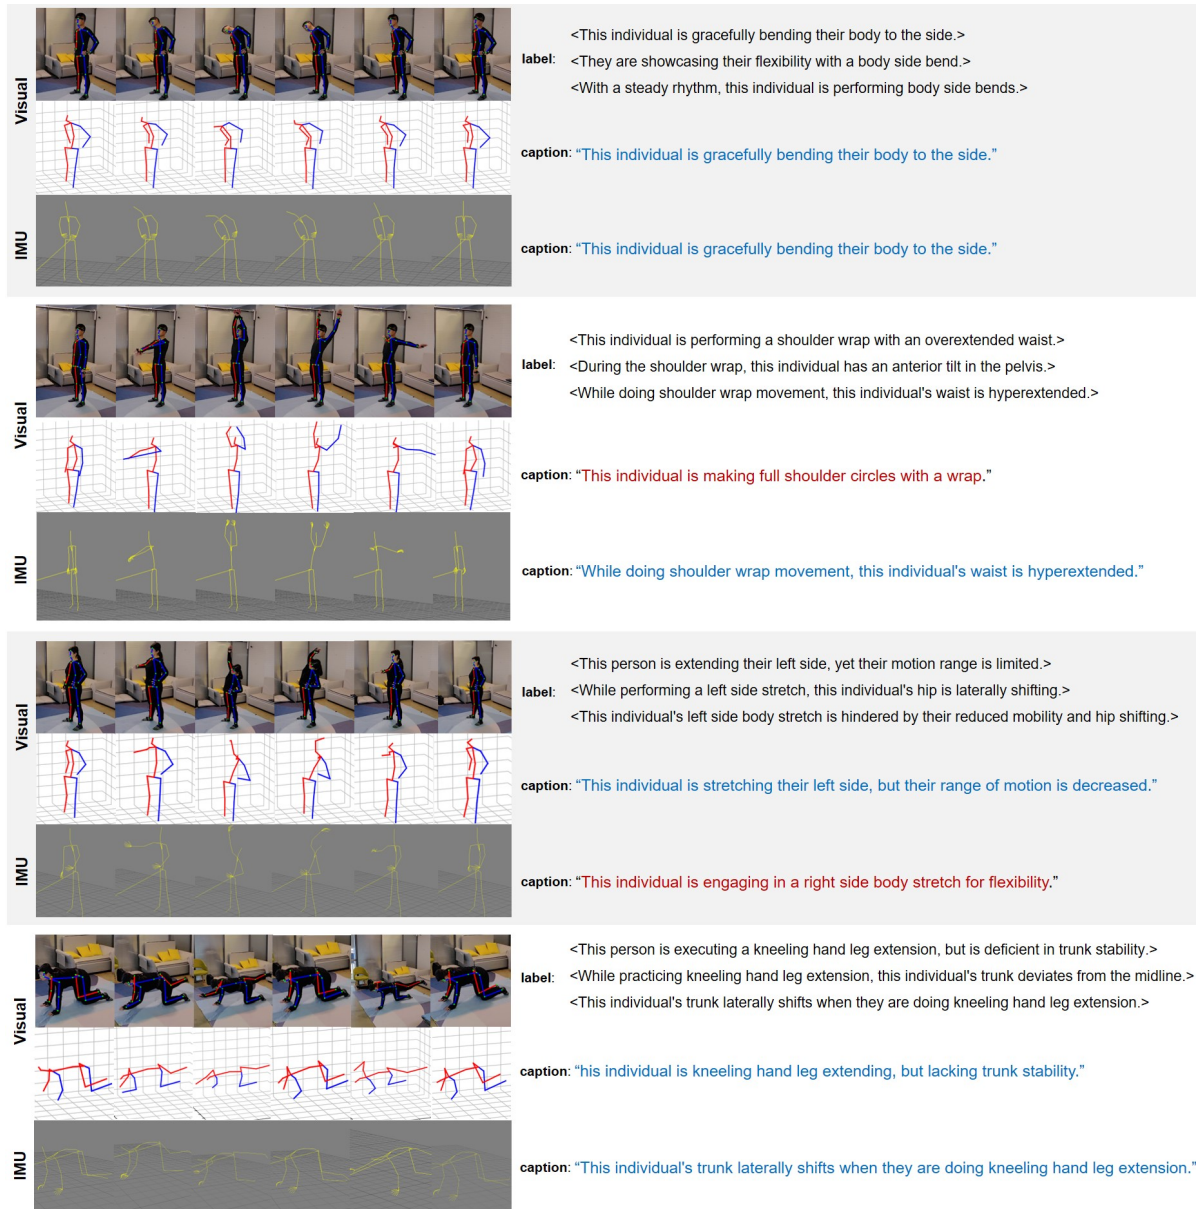 Visual
<This individual is gracefully bending their body to the side.>
label: <They are showcasing their flexibility with a body side bend.>
<With a steady rhythm, this individual is performing body side bends.>
caption: “This individual is gracefully bending their body to the side.”
IMU
caption: “This individual is gracefully bending their body to the side.”
Visual
<This individual is performing a shoulder wrap with an overextended waist.>
label: <During the shoulder wrap, this individual has an anterior tilt in the pelvis.>
<While doing shoulder wrap movement, this individual's waist is hyperextended.>
caption: “This individual is making full shoulder circles with a wrap.”
IMU
caption: “While doing shoulder wrap movement, this individual's waist is hyperextended.”
Visual
<This person is extending their left side, yet their motion range is limited.>
label: <While performing a left side stretch, this individual's hip is laterally shifting.>
<This individual's left side body stretch is hindered by their reduced mobility and hip shifting.>
caption: “This individual is stretching their left side, but their range of motion is decreased.”
IMU
caption: “This individual is engaging in a right side body stretch for flexibility.”
Visual
<This person is executing a kneeling hand leg extension, but is deficient in trunk stability.>
label: <While practicing kneeling hand leg extension, this individual's trunk deviates from the midline.>
<This individual's trunk laterally shifts when they are doing kneeling hand leg extension.>
caption: “his individual is kneeling hand leg extending, but lacking trunk stability.”
IMU
caption: “This individual's trunk laterally shifts when they are doing kneeling hand leg extension.”